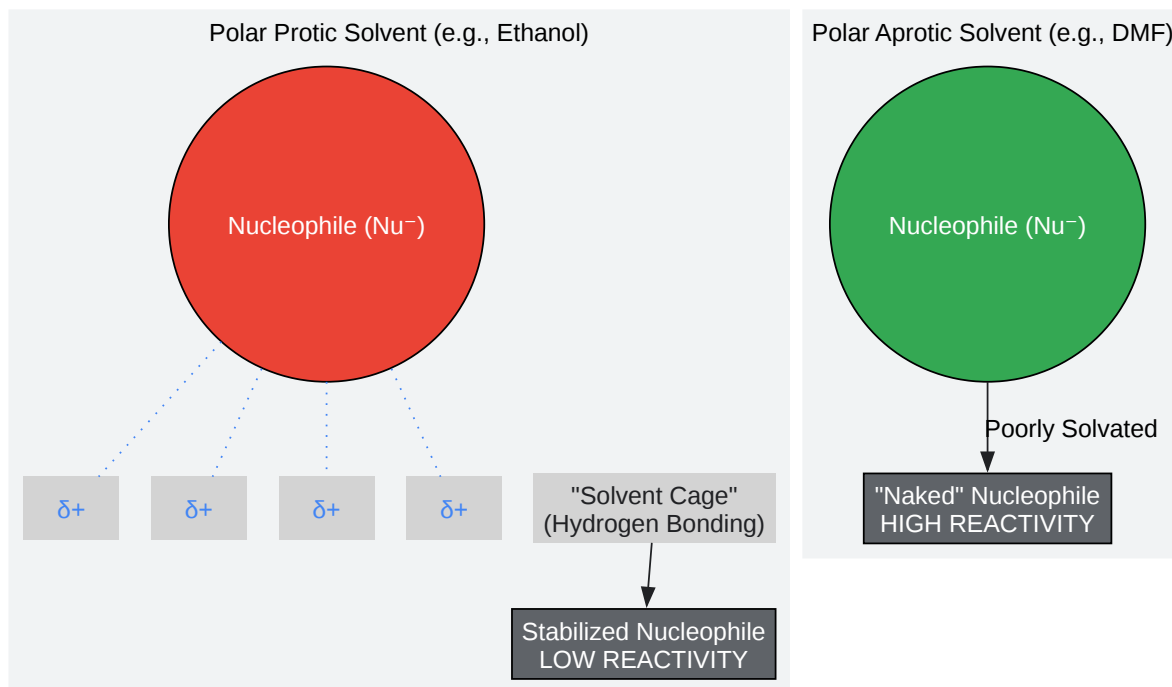 Polar Protic Solvent (e.g., Ethanol)
Nucleophile (Nu⁻)
δ+
δ+
δ+
δ+
"Solvent Cage"
(Hydrogen Bonding)
Stabilized Nucleophile
LOW REACTIVITY
Polar Aprotic Solvent (e.g., DMF)
Nucleophile (Nu⁻)
Poorly Solvated
"Naked" Nucleophile
HIGH REACTIVITY